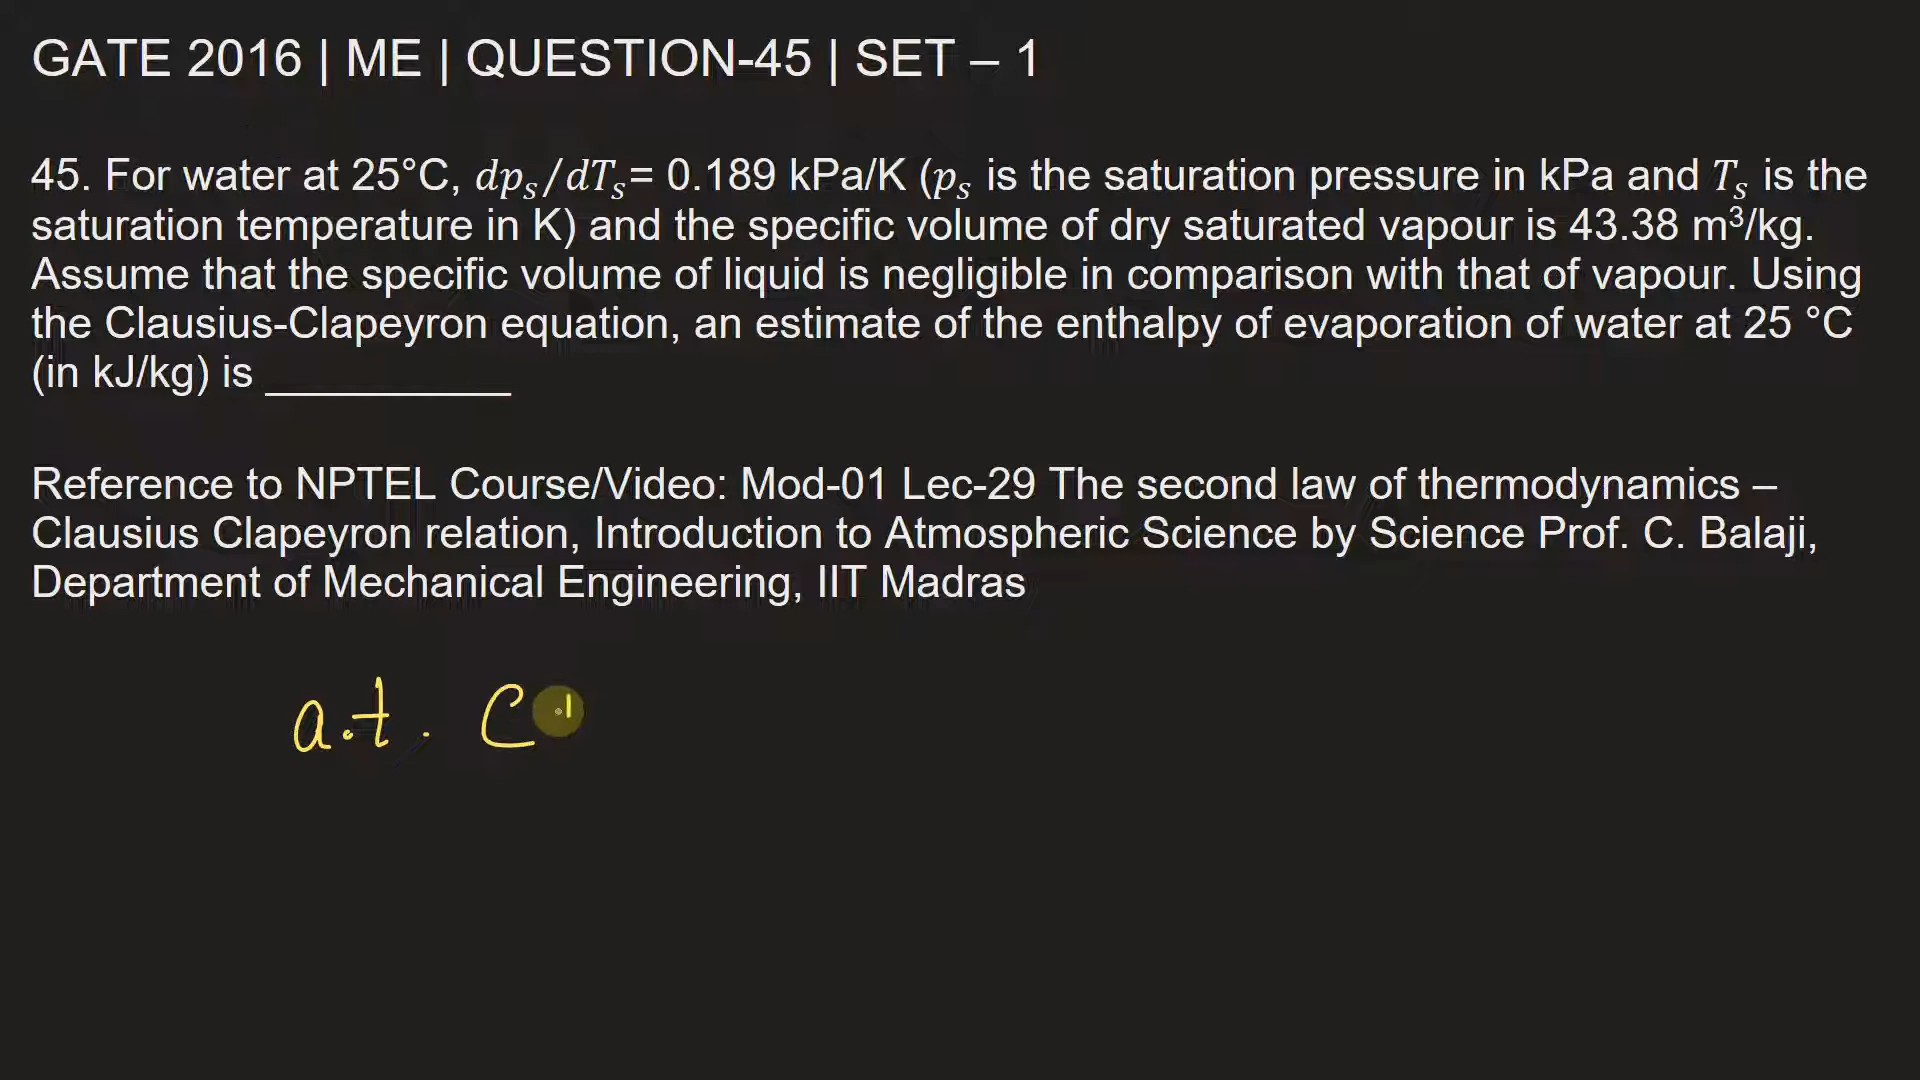 GATE 2016 | ME | QUESTION-45 | SET – 1
45. For water at 25°C, dpₛ/dTₛ= 0.189 kPa/K (pₛ is the saturation pressure in kPa and Tₛ is the
saturation temperature in K) and the specific volume of dry saturated vapour is 43.38 m³/kg.
Assume that the specific volume of liquid is negligible in comparison with that of vapour. Using
the Clausius-Clapeyron equation, an estimate of the enthalpy of evaporation of water at 25 °C
(in kJ/kg) is ___________
Reference to NPTEL Course/Video: Mod-01 Lec-29 The second law of thermodynamics –
Clausius Clapeyron relation, Introduction to Atmospheric Science by Science Prof. C. Balaji,
Department of Mechanical Engineering, IIT Madras
a.t. C